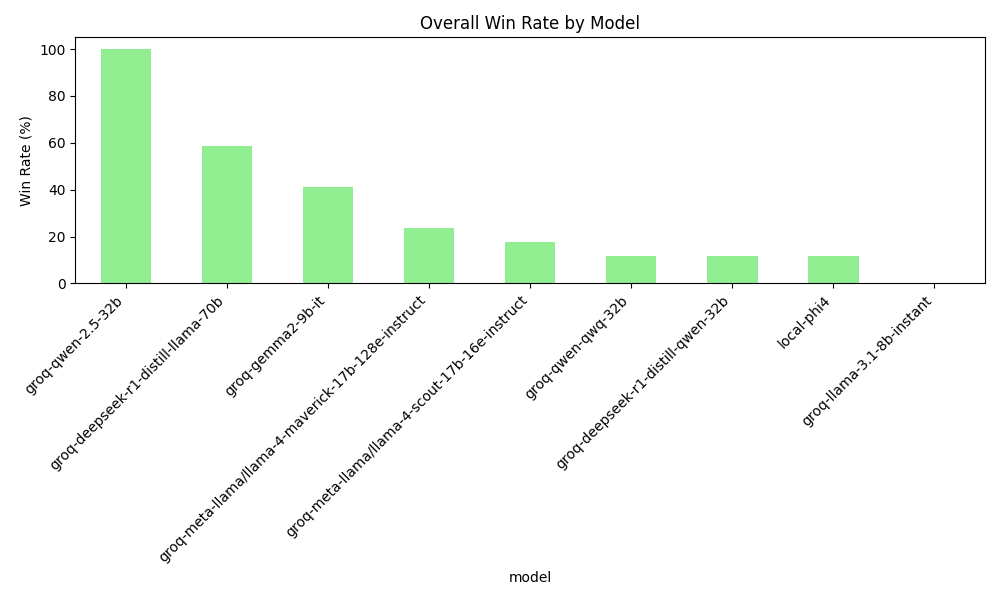 Overall Win Rate by Model
Win Rate (%)
100
80
60
40
20
0
groq-qwen-2.5-32b
groq-deepseek-r1-distill-llama-70b
groq-gemma2-9b-it
groq-meta-llama/llama-4-maverick-17b-128e-instruct
groq-meta-llama/llama-4-scout-17b-16e-instruct
groq-qwen-qwq-32b
groq-deepseek-r1-distill-qwen-32b
local-phi4
groq-llama-3.1-8b-instant
model